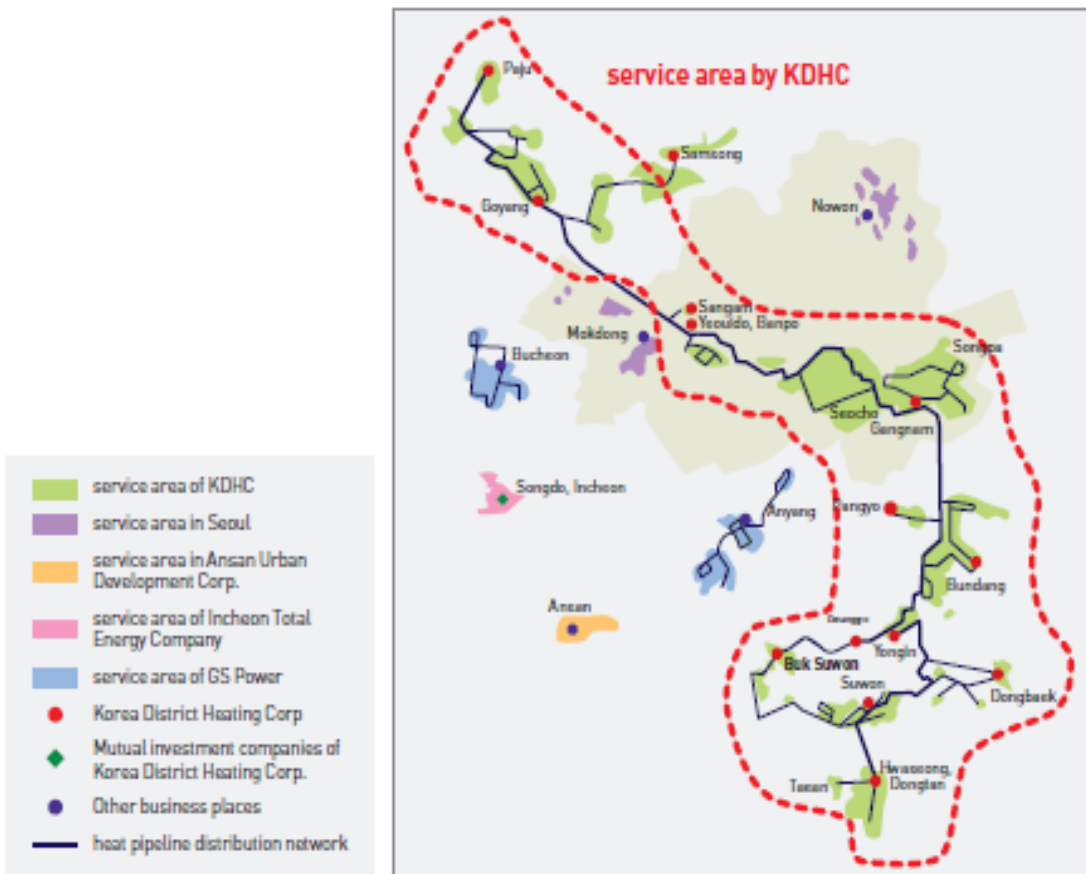 service area by KDHC
Paju
Samsong
Goyang
Nowon
Sangam
Yeouido, Banpo
Mokdong
Bucheon
Songpa
Seocho
Gangnam
Songdo, Incheon
Pangyo
Anyang
Bundang
Ansan
Yongin
Buk Suwon
Suwon
Dongbaek
Hwaseong,
Dongtan
service area of KDHC
service area in Seoul
service area in Ansan Urban
Development Corp.
service area of Incheon Total
Energy Company
service area of GS Power
Korea District Heating Corp
Mutual investment companies of
Korea District Heating Corp.
Other business places
heat pipeline distribution network